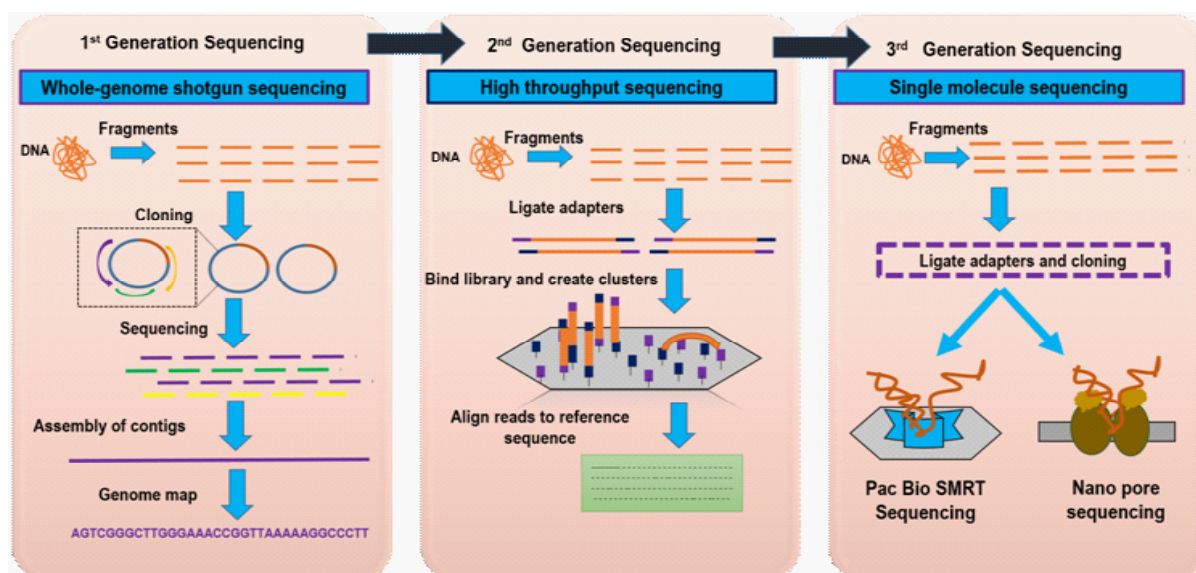 1st Generation Sequencing
Whole-genome shotgun sequencing
Fragments
DNA
Cloning
Sequencing
Assembly of contigs
Genome map
AGTCGGGCTTGGGAAACCGGTTAAAAAGGCCCTT
2nd Generation Sequencing
High throughput sequencing
Fragments
DNA
Ligate adapters
Bind library and create clusters
Align reads to reference
sequence
3rd Generation Sequencing
Single molecule sequencing
Fragments
DNA
Ligate adapters and cloning
Pac Bio SMRT
Sequencing
Nano pore
sequencing